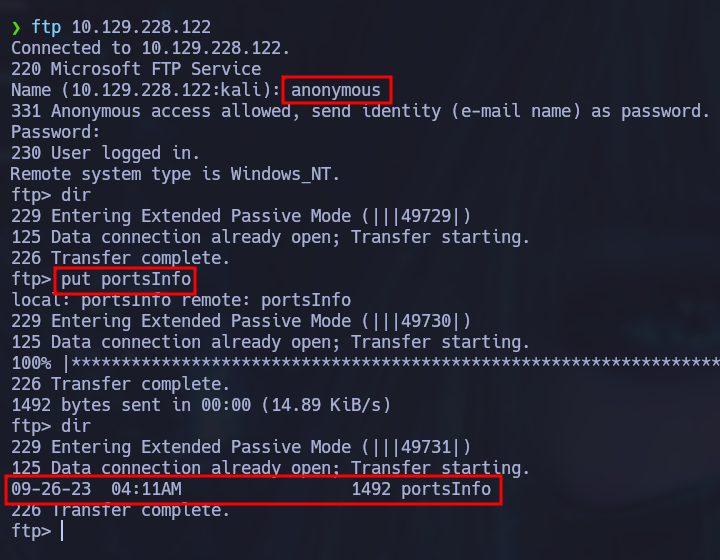 ❯ ftp 10.129.228.122
Connected to 10.129.228.122.
220 Microsoft FTP Service
Name (10.129.228.122:kali): anonymous
331 Anonymous access allowed, send identity (e-mail name) as password.
Password:
230 User logged in.
Remote system type is Windows_NT.
ftp> dir
229 Entering Extended Passive Mode (|||49729|)
125 Data connection already open; Transfer starting.
226 Transfer complete.
ftp> put portsInfo
local: portsInfo remote: portsInfo
229 Entering Extended Passive Mode (|||49730|)
125 Data connection already open; Transfer starting.
100% |*****************************************************************
226 Transfer complete.
1492 bytes sent in 00:00 (14.89 KiB/s)
ftp> dir
229 Entering Extended Passive Mode (|||49731|)
125 Data connection already open; Transfer starting.
09-26-23  04:11AM                 1492 portsInfo
226 Transfer complete.
ftp>